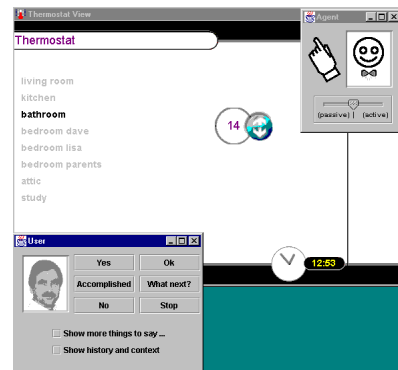 Thermostat View
Agent
Thermostat
living room
kitchen
bathroom
bedroom dave
bedroom lisa
bedroom parents
attic
study
14
(passive) | (active)
12:53
User
Yes Ok
Accomplished What next?
No Stop
Show more things to say ...
Show history and context